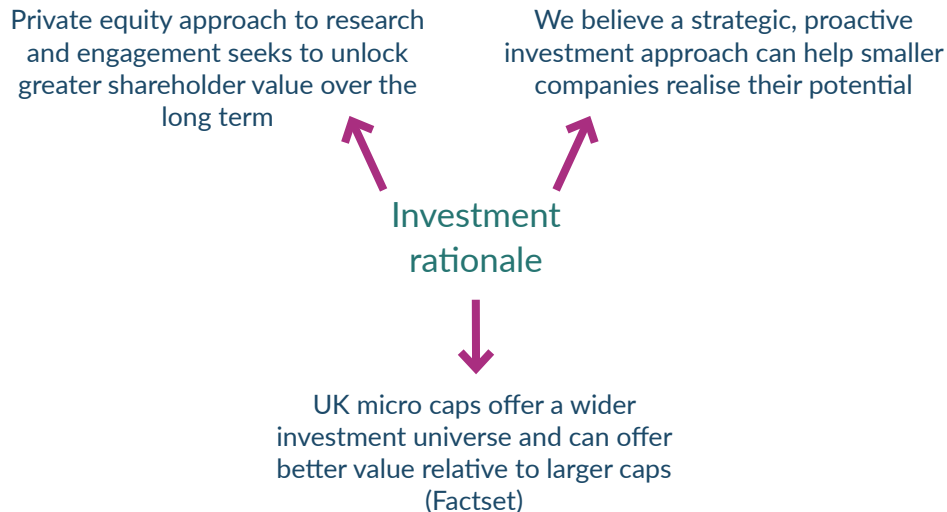 Private equity approach to research
and engagement seeks to unlock
greater shareholder value over the
long term
We believe a strategic, proactive
investment approach can help smaller
companies realise their potential
Investment
rationale
UK micro caps offer a wider
investment universe and can offer
better value relative to larger caps
(Factset)